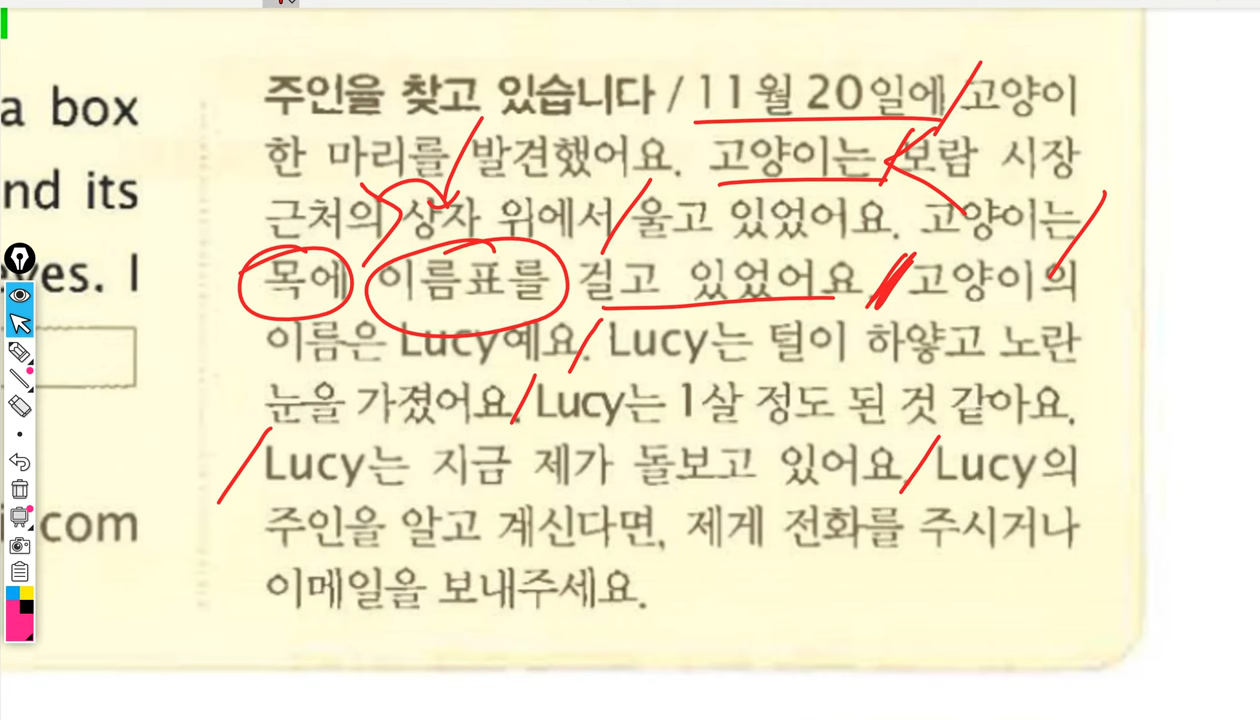 a box
nd its
eyes. I
com
주인을 찾고 있습니다 / 11월 20일에 고양이
한 마리를 발견했어요. 고양이는 보람 시장
근처의 상자 위에서 울고 있었어요. 고양이는
목에 이름표를 걸고 있었어요. 고양이의
이름은 Lucy예요. Lucy는 털이 하얗고 노란
눈을 가졌어요. Lucy는 1살 정도 된 것 같아요.
Lucy는 지금 제가 돌보고 있어요. Lucy의
주인을 알고 계신다면, 제게 전화를 주시거나
이메일을 보내주세요.